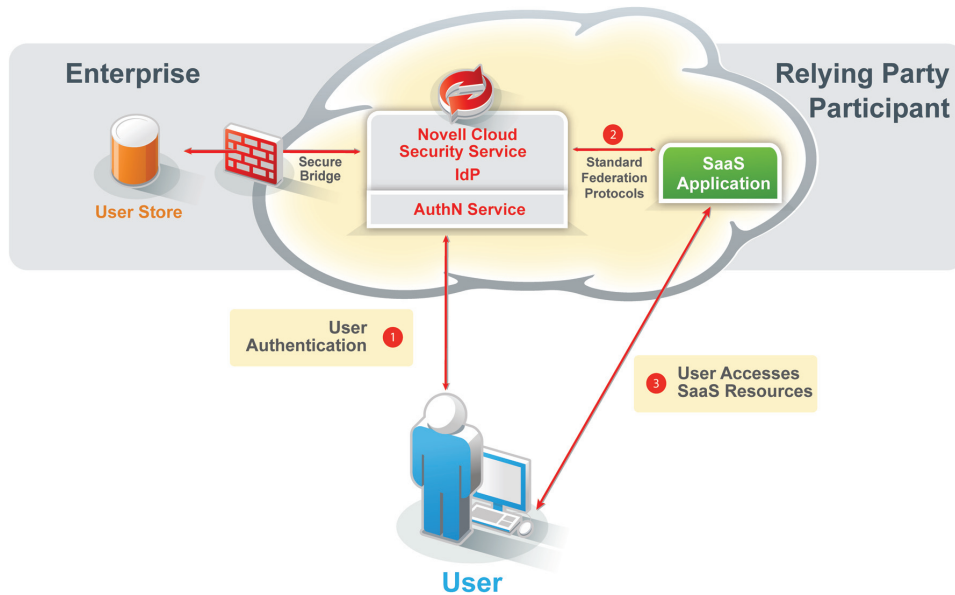 Enterprise
Relying Party
Participant
Novell Cloud
Security Service
IdP
AuthN Service
Secure
Bridge
User Store
2
Standard
Federation
Protocols
SaaS
Application
User
Authentication
1
3
User Accesses
SaaS Resources
User